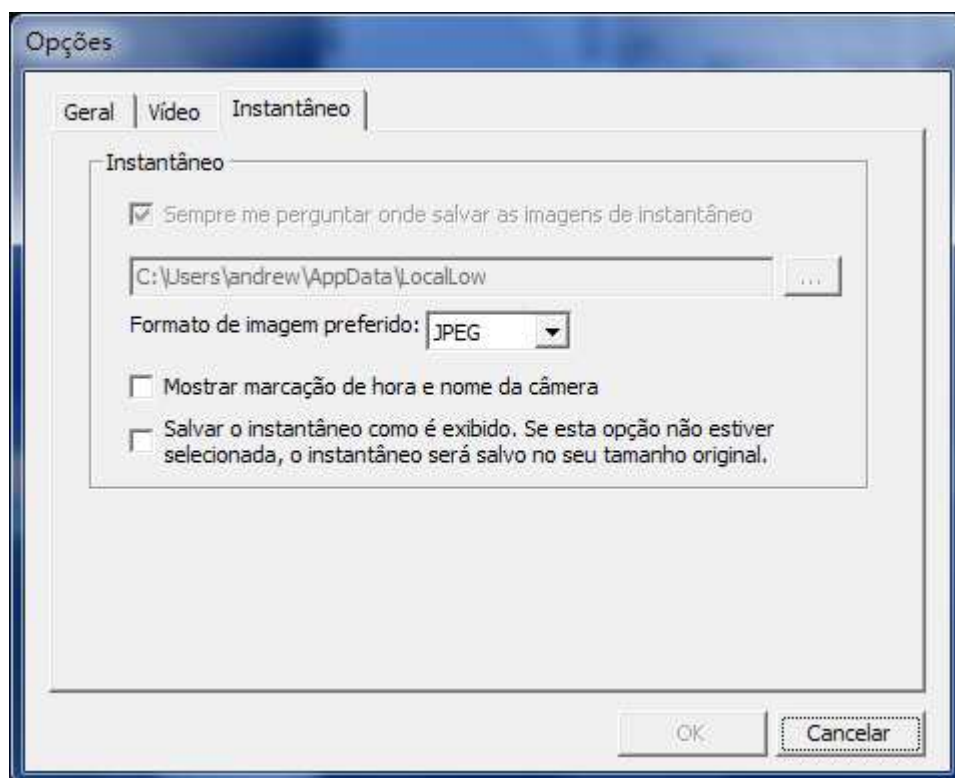 Opções
Geral Vídeo Instantâneo
Instantâneo
Sempre me perguntar onde salvar as imagens de instantâneo
C:\Users\andrew\AppData\LocalLow
...
Formato de imagem preferido: JPEG
Mostrar marcação de hora e nome da câmera
Salvar o instantâneo como é exibido. Se esta opção não estiver
selecionada, o instantâneo será salvo no seu tamanho original.
OK Cancelar